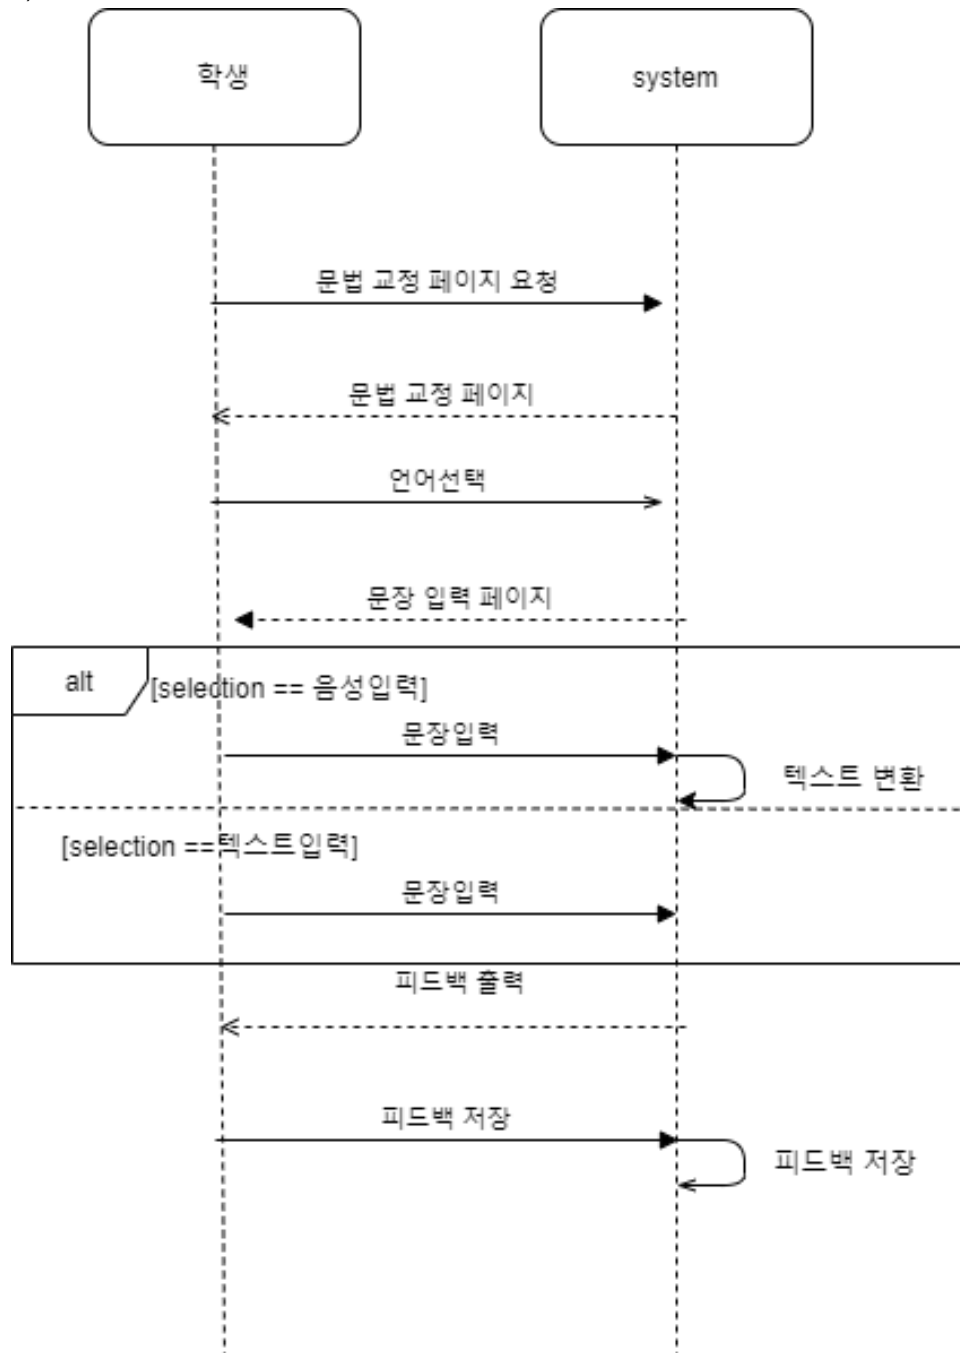 학생
system
문법 교정 페이지 요청
문법 교정 페이지
언어선택
문장 입력 페이지
alt
[selection == 음성입력]
문장입력
텍스트 변환
[selection ==텍스트입력]
문장입력
피드백 출력
피드백 저장
피드백 저장